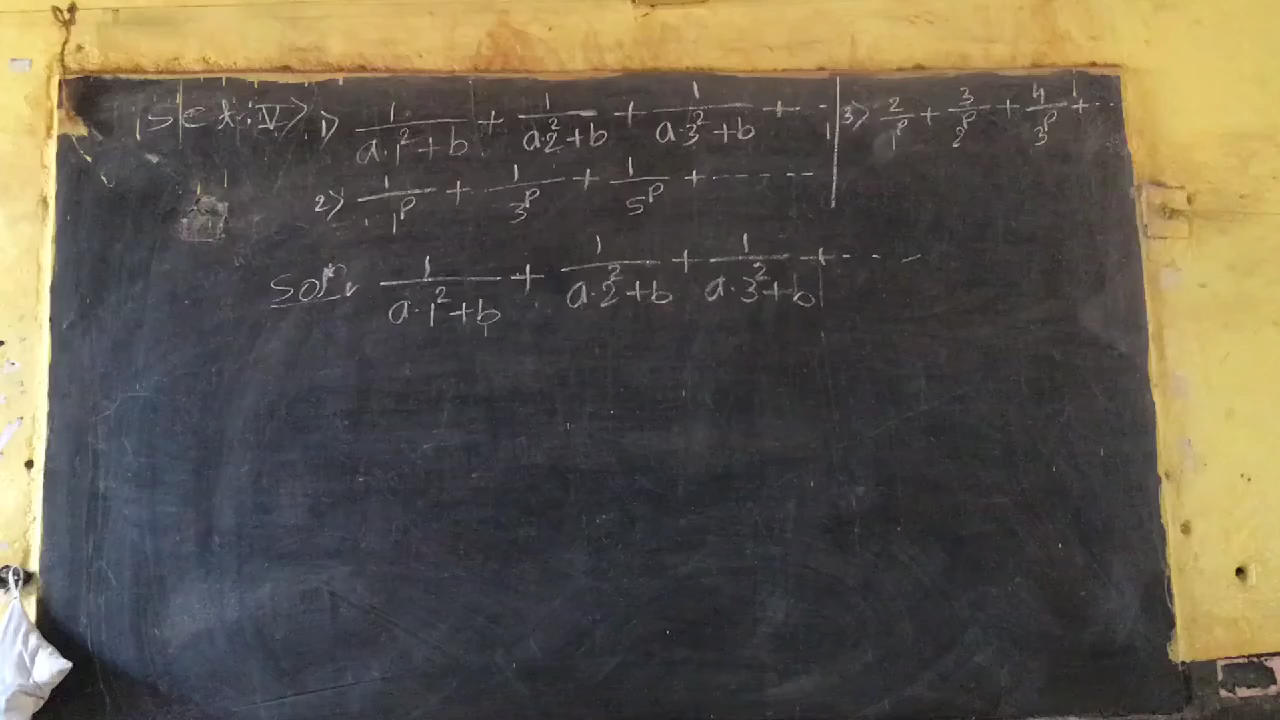 Set:IV> 1> 1/(a.1²+b) + 1/(a.2²+b) + 1/(a.3²+b) + ... 3> 2/1^p + 3/2^p + 4/3^p + ...
2> 1/1^p + 1/3^p + 1/5^p + ------
Solⁿ, 1/(a.1²+b) + 1/(a.2²+b) + 1/(a.3²+b) + - - - -